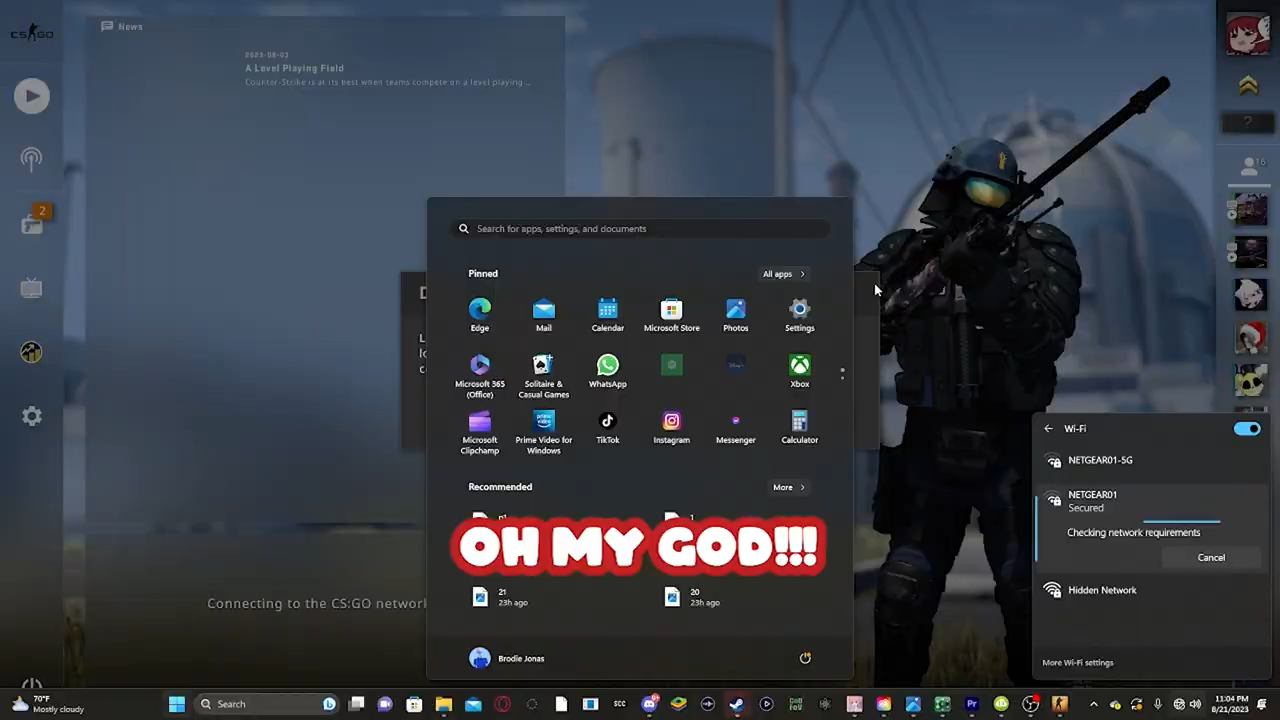 CS:GO
News
2023-08-03
A Level Playing Field
Counter-Strike is at its best when teams compete on a level playing ...
2
?
16
Search for apps, settings, and documents
Pinned
All apps
Edge
Mail
Calendar
Microsoft Store
Photos
Settings
Microsoft 365 (Office)
Solitaire & Casual Games
WhatsApp
Xbox
Microsoft Clipchamp
Prime Video for Windows
TikTok
Instagram
Messenger
Calculator
Recommended
More
OH MY GOD!!!
21
23h ago
20
23h ago
Connecting to the CS:GO network
Brodie Jonas
Wi-Fi
NETGEAR01-5G
NETGEAR01
Secured
Checking network requirements
Cancel
Hidden Network
More Wi-Fi settings
70°F
Mostly cloudy
Search
SCC
11:04 PM
8/21/2023